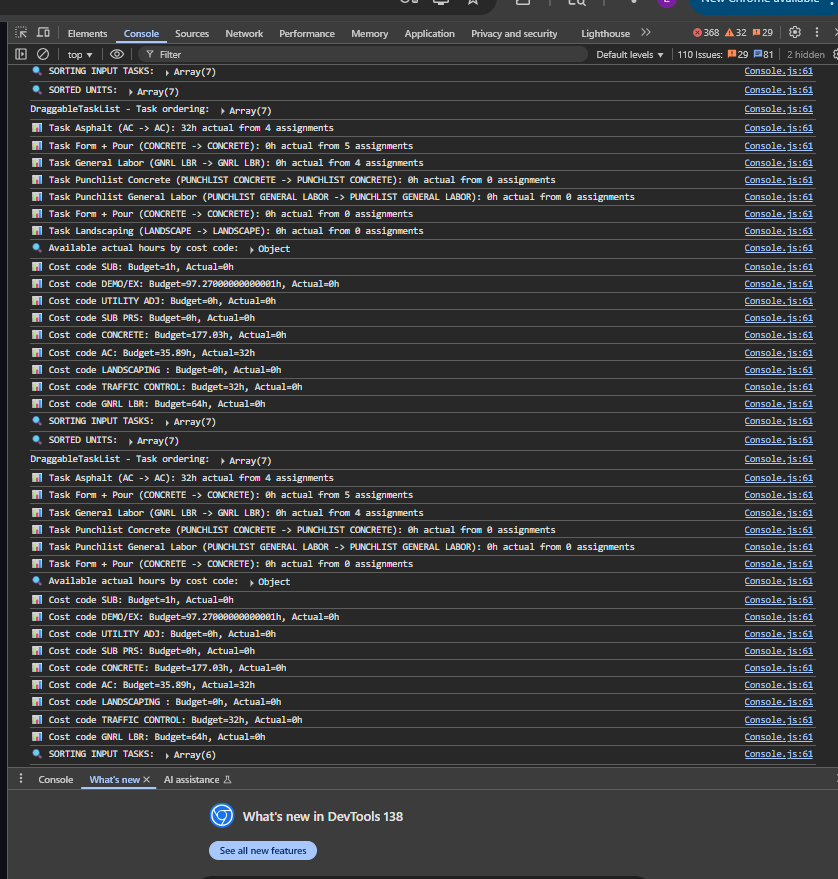 New Chrome available
Elements Console Sources Network Performance Memory Application Privacy and security Lighthouse 368 32 29
top Filter Default levels 110 Issues: 29 81 2 hidden
SORTING INPUT TASKS: Array(7) Console.js:61
SORTED UNITS: Array(7) Console.js:61
DraggableTaskList - Task ordering: Array(7) Console.js:61
Task Asphalt (AC -> AC): 32h actual from 4 assignments Console.js:61
Task Form + Pour (CONCRETE -> CONCRETE): 0h actual from 5 assignments Console.js:61
Task General Labor (GNRL LBR -> GNRL LBR): 0h actual from 4 assignments Console.js:61
Task Punchlist Concrete (PUNCHLIST CONCRETE -> PUNCHLIST CONCRETE): 0h actual from 0 assignments Console.js:61
Task Punchlist General Labor (PUNCHLIST GENERAL LABOR -> PUNCHLIST GENERAL LABOR): 0h actual from 0 assignments Console.js:61
Task Form + Pour (CONCRETE -> CONCRETE): 0h actual from 0 assignments Console.js:61
Task Landscaping (LANDSCAPE -> LANDSCAPE): 0h actual from 0 assignments Console.js:61
Available actual hours by cost code: Object Console.js:61
Cost code SUB: Budget=1h, Actual=0h Console.js:61
Cost code DEMO/EX: Budget=97.27000000000001h, Actual=0h Console.js:61
Cost code UTILITY ADJ: Budget=0h, Actual=0h Console.js:61
Cost code SUB PRS: Budget=0h, Actual=0h Console.js:61
Cost code CONCRETE: Budget=177.03h, Actual=0h Console.js:61
Cost code AC: Budget=35.89h, Actual=32h Console.js:61
Cost code LANDSCAPING : Budget=0h, Actual=0h Console.js:61
Cost code TRAFFIC CONTROL: Budget=32h, Actual=0h Console.js:61
Cost code GNRL LBR: Budget=64h, Actual=0h Console.js:61
SORTING INPUT TASKS: Array(7) Console.js:61
SORTED UNITS: Array(7) Console.js:61
DraggableTaskList - Task ordering: Array(7) Console.js:61
Task Asphalt (AC -> AC): 32h actual from 4 assignments Console.js:61
Task Form + Pour (CONCRETE -> CONCRETE): 0h actual from 5 assignments Console.js:61
Task General Labor (GNRL LBR -> GNRL LBR): 0h actual from 4 assignments Console.js:61
Task Punchlist Concrete (PUNCHLIST CONCRETE -> PUNCHLIST CONCRETE): 0h actual from 0 assignments Console.js:61
Task Punchlist General Labor (PUNCHLIST GENERAL LABOR -> PUNCHLIST GENERAL LABOR): 0h actual from 0 assignments Console.js:61
Task Form + Pour (CONCRETE -> CONCRETE): 0h actual from 0 assignments Console.js:61
Available actual hours by cost code: Object Console.js:61
Cost code SUB: Budget=1h, Actual=0h Console.js:61
Cost code DEMO/EX: Budget=97.27000000000001h, Actual=0h Console.js:61
Cost code UTILITY ADJ: Budget=0h, Actual=0h Console.js:61
Cost code SUB PRS: Budget=0h, Actual=0h Console.js:61
Cost code CONCRETE: Budget=177.03h, Actual=0h Console.js:61
Cost code AC: Budget=35.89h, Actual=32h Console.js:61
Cost code LANDSCAPING : Budget=0h, Actual=0h Console.js:61
Cost code TRAFFIC CONTROL: Budget=32h, Actual=0h Console.js:61
Cost code GNRL LBR: Budget=64h, Actual=0h Console.js:61
SORTING INPUT TASKS: Array(6) Console.js:61
Console What's new AI assistance
What's new in DevTools 138
See all new features